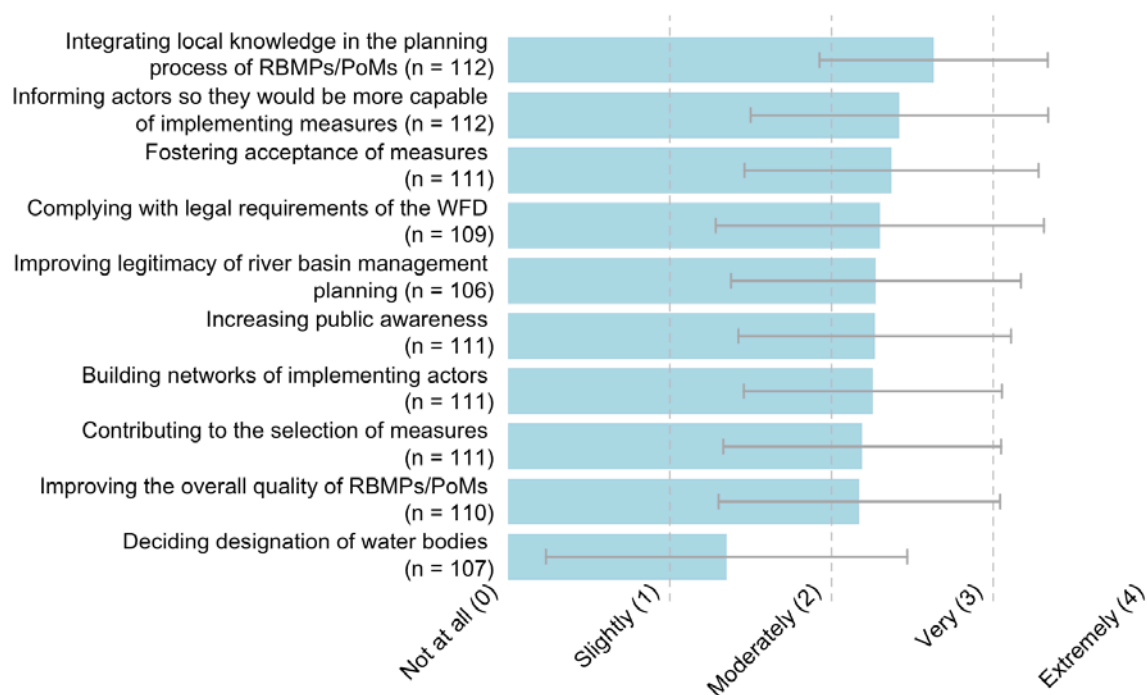 Integrating local knowledge in the planning
process of RBMPs/PoMs (n = 112)
Informing actors so they would be more capable
of implementing measures (n = 112)
Fostering acceptance of measures
(n = 111)
Complying with legal requirements of the WFD
(n = 109)
Improving legitimacy of river basin management
planning (n = 106)
Increasing public awareness
(n = 111)
Building networks of implementing actors
(n = 111)
Contributing to the selection of measures
(n = 111)
Improving the overall quality of RBMPs/PoMs
(n = 110)
Deciding designation of water bodies
(n = 107)
Not at all (0)
Slightly (1)
Moderately (2)
Very (3)
Extremely (4)